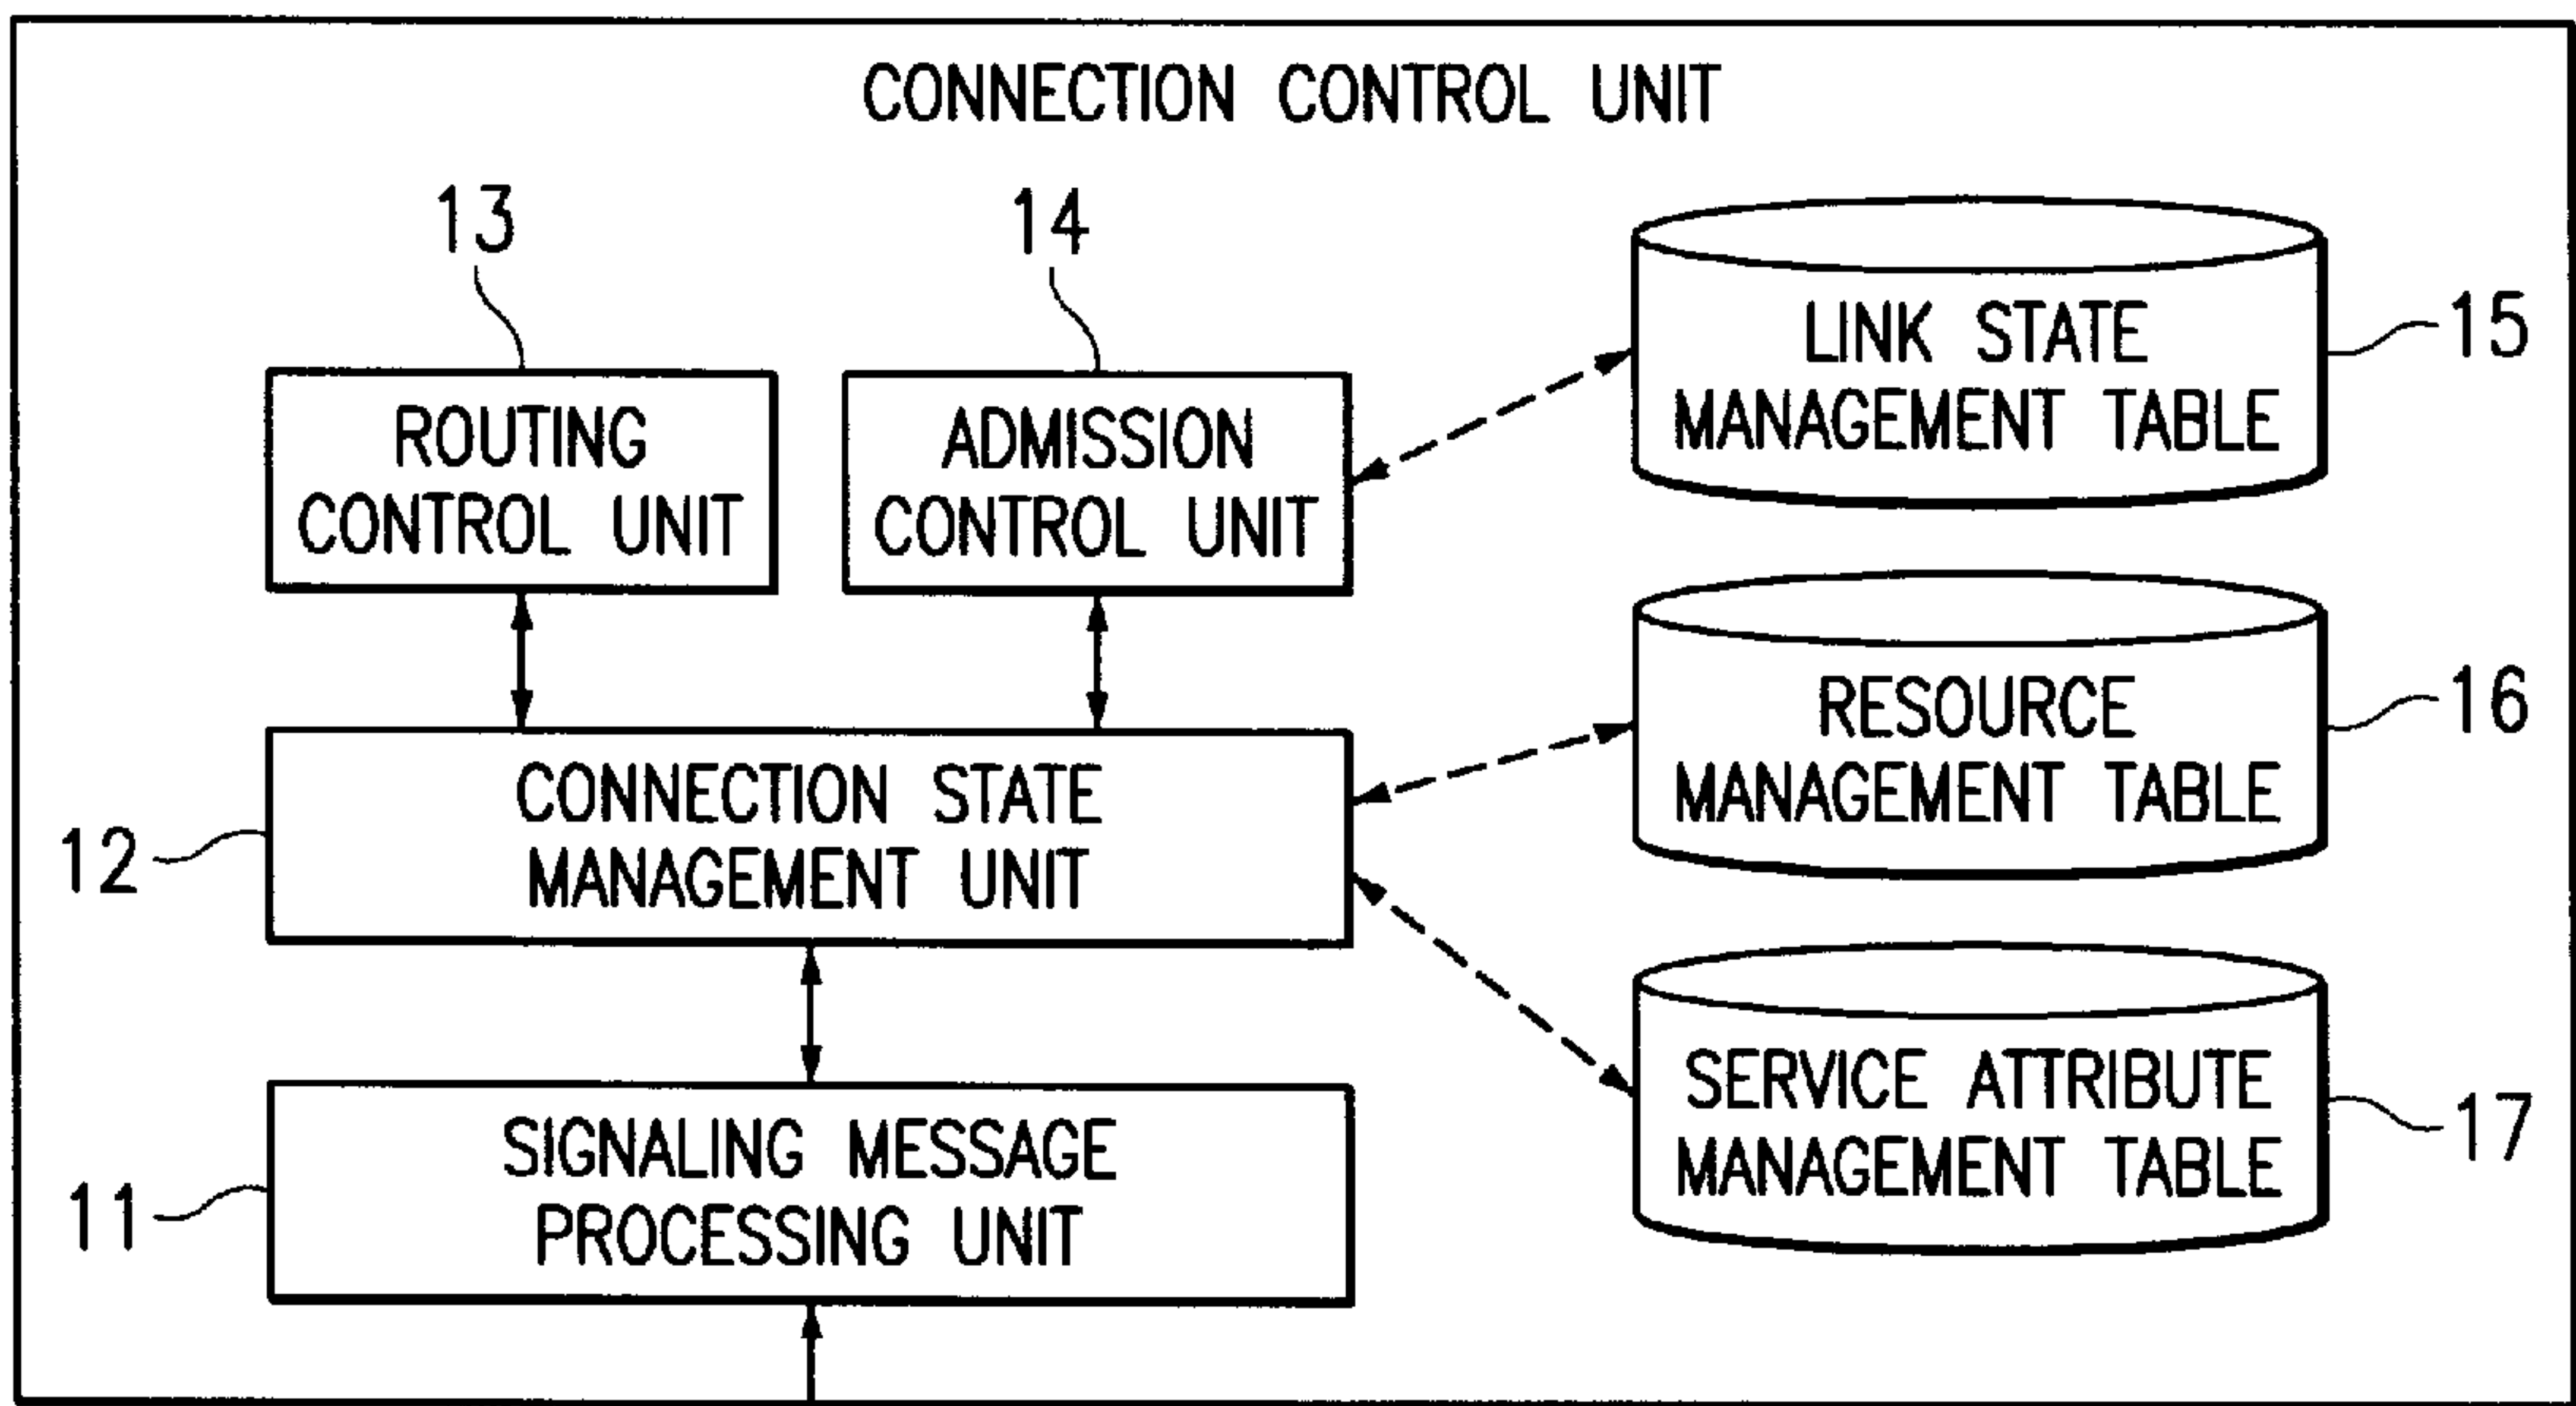 CONNECTION CONTROL UNIT
13
14
ROUTING
CONTROL UNIT
ADMISSION
CONTROL UNIT
LINK STATE
MANAGEMENT TABLE
15
RESOURCE
MANAGEMENT TABLE
16
12
CONNECTION STATE
MANAGEMENT UNIT
SERVICE ATTRIBUTE
MANAGEMENT TABLE
17
11
SIGNALING MESSAGE
PROCESSING UNIT